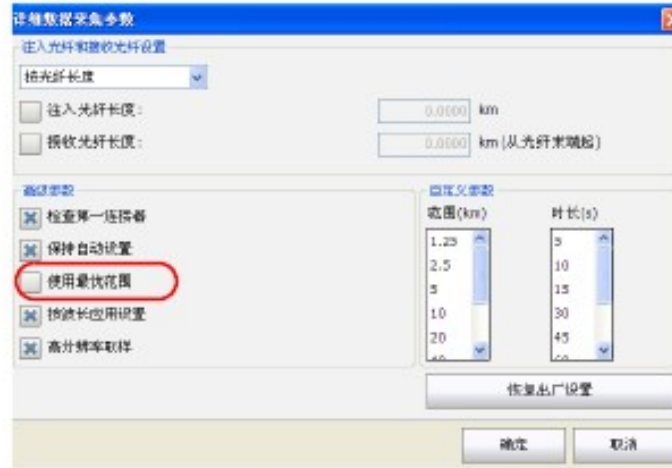 详细数据采集参数
注入光纤和接收光纤设置
按光纤长度
注入光纤长度:
0.0000 km
接收光纤长度:
0.0000 km (从光纤末端起)
高级参数
检查第一连接器
保持自动设置
使用最优范围
按波长应用设置
高分辨率取样
自定义参数
范围(km)
时长(s)
1.25
5
2.5
10
5
15
10
30
20
45
恢复出厂设置
确定
取消